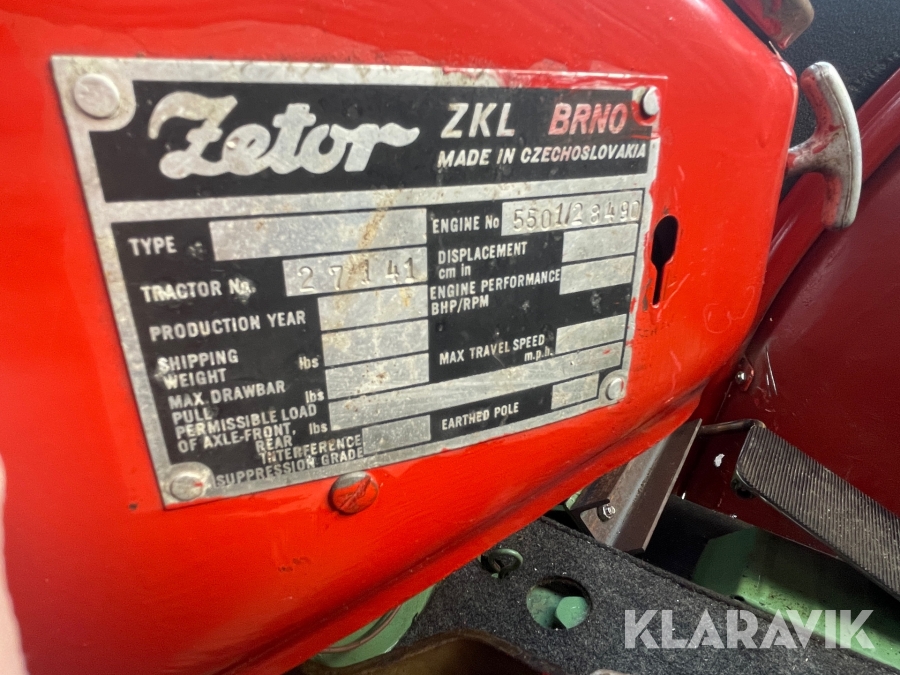 Zetor ZKL BRNO
MADE IN CZECHOSLOVAKIA
TYPE
ENGINE No 5501/28490
TRACTOR No. 27141
DISPLACEMENT
cm in
PRODUCTION YEAR
ENGINE PERFORMANCE
BHP/RPM
SHIPPING
WEIGHT lbs
MAX TRAVEL SPEED
m.p.h.
MAX. DRAWBAR
PULL lbs
PERMISSIBLE LOAD
OF AXLE-FRONT, lbs
REAR
INTERFERENCE
SUPPRESSION GRADE
EARTHED POLE
KLARAVIK